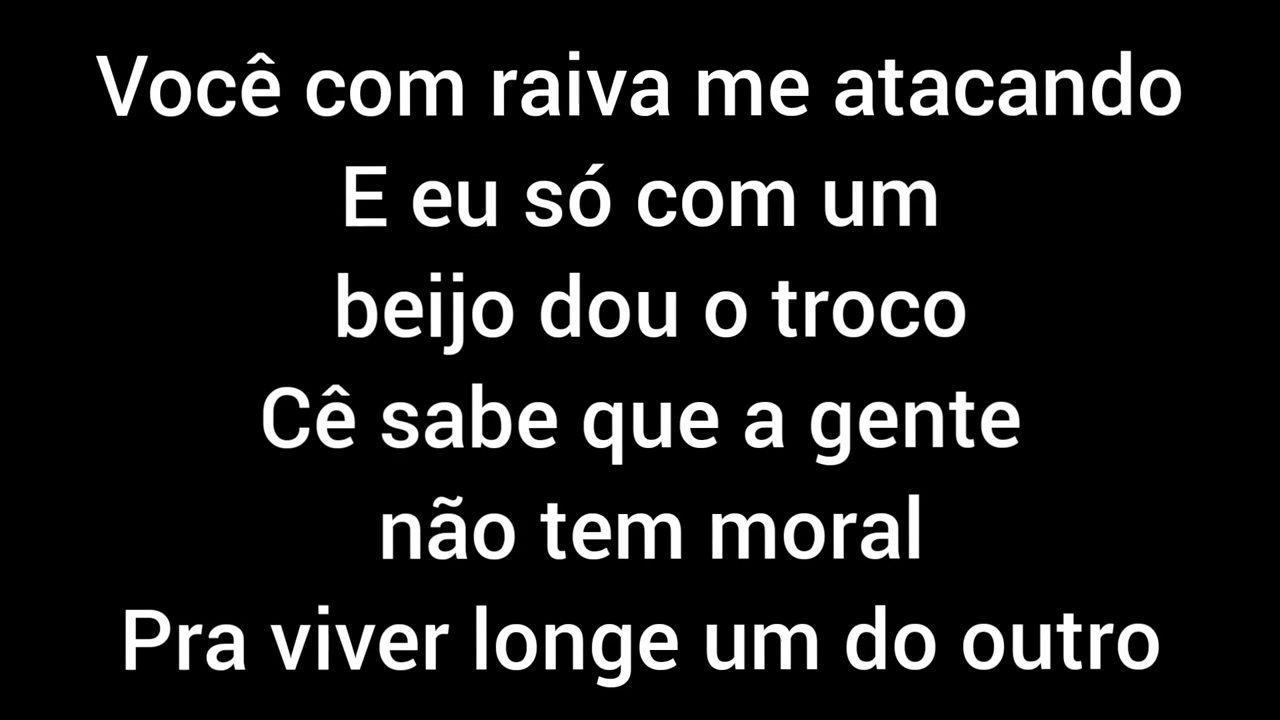 Você com raiva me atacando
E eu só com um
beijo dou o troco
Cê sabe que a gente
não tem moral
Pra viver longe um do outro